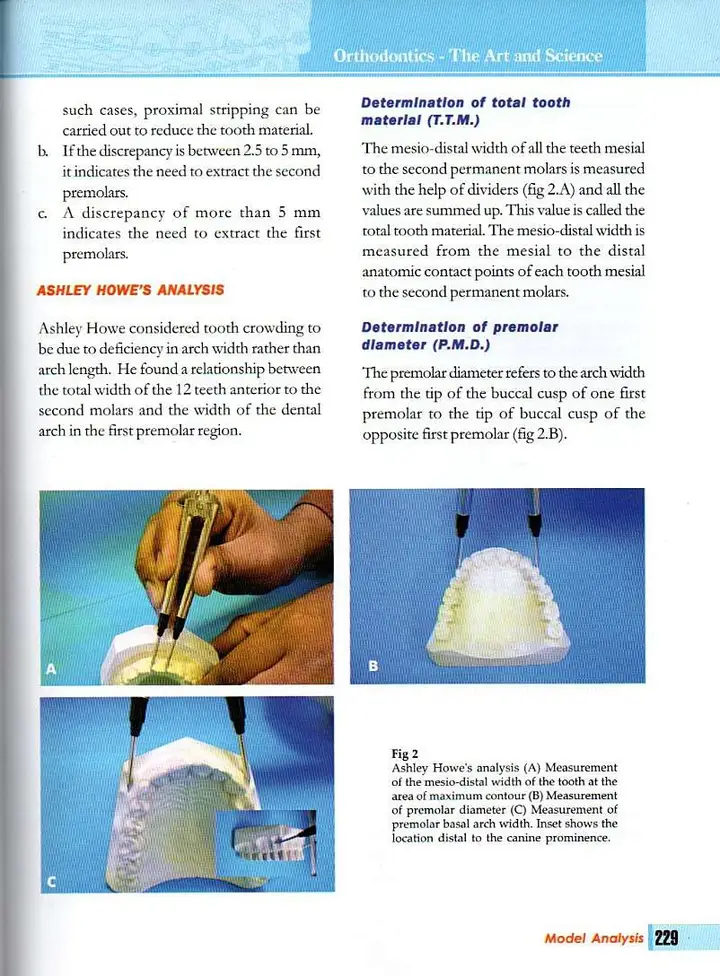 Orthodontics - The Art and Science
such cases, proximal stripping can be
carried out to reduce the tooth material.
b. If the discrepancy is between 2.5 to 5 mm,
it indicates the need to extract the second
premolars.
c. A discrepancy of more than 5 mm
indicates the need to extract the first
premolars.
ASHLEY HOWE'S ANALYSIS
Ashley Howe considered tooth crowding to
be due to deficiency in arch width rather than
arch length. He found a relationship between
the total width of the 12 teeth anterior to the
second molars and the width of the dental
arch in the first premolar region.
Determination of total tooth
material (T.T.M.)
The mesio-distal width of all the teeth mesial
to the second permanent molars is measured
with the help of dividers (fig 2.A) and all the
values are summed up. This value is called the
total tooth material. The mesio-distal width is
measured from the mesial to the distal
anatomic contact points of each tooth mesial
to the second permanent molars.
Determination of premolar
diameter (P.M.D.)
The premolar diameter refers to the arch width
from the tip of the buccal cusp of one first
premolar to the tip of buccal cusp of the
opposite first premolar (fig 2.B).
A
B
C
Fig 2
Ashley Howe's analysis (A) Measurement
of the mesio-distal width of the tooth at the
area of maximum contour (B) Measurement
of premolar diameter (C) Measurement of
premolar basal arch width. Inset shows the
location distal to the canine prominence.
Model Analysis 229